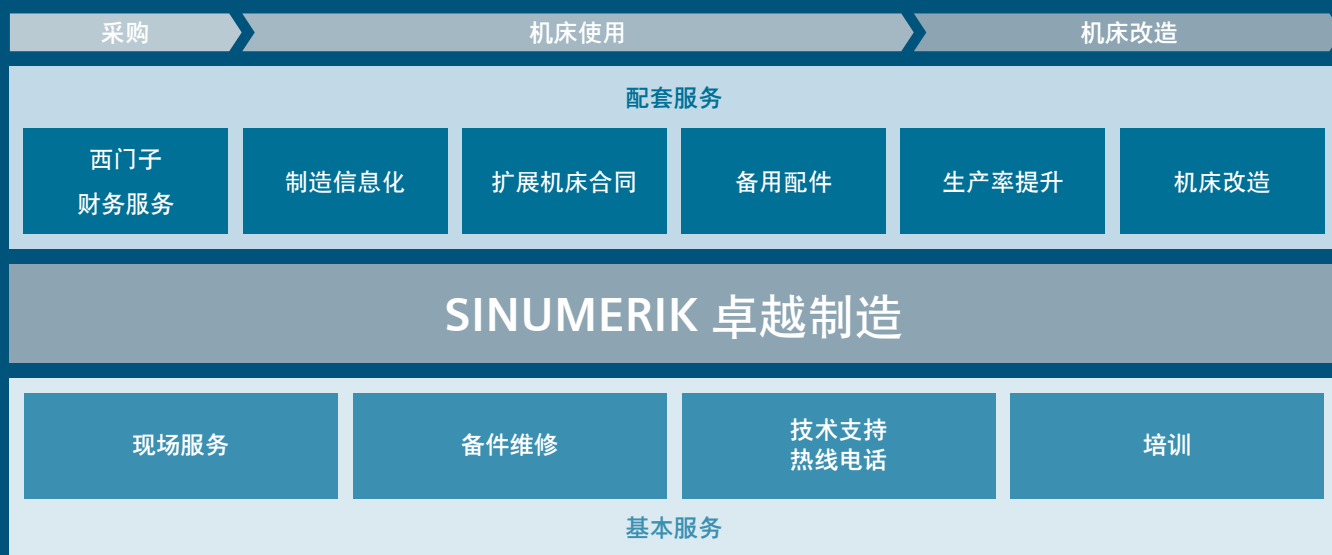 采购
机床使用
机床改造
配套服务
西门子
财务服务
制造信息化
扩展机床合同
备用配件
生产率提升
机床改造
SINUMERIK 卓越制造
现场服务
备件维修
技术支持
热线电话
培训
基本服务